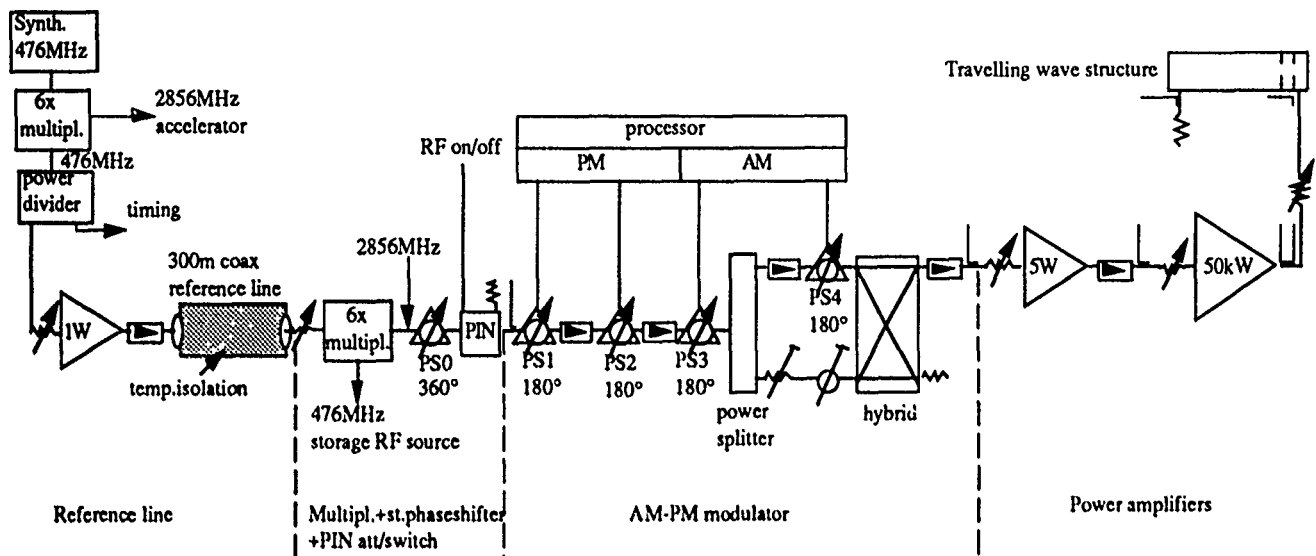 Synth.
476MHz
6x
multipl.
2856MHz
accelerator
476MHz
power
divider
timing
300m coax
reference line
1W
temp.isolation
6x
multipl.
476MHz
storage RF source
2856MHz
PS0
360°
RF on/off
PIN
processor
PM
AM
PS1
180°
PS2
180°
PS3
180°
power
splitter
PS4
180°
hybrid
5W
50kW
Travelling wave structure
Reference line
Multipl.+st.phaseshifter
+PIN att/switch
AM-PM modulator
Power amplifiers